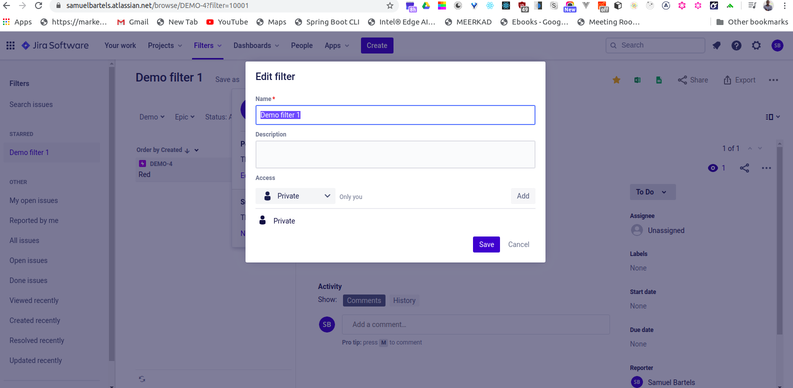 samuelbartels.atlassian.net/browse/DEMO-4?filter=10001
Apps https://marke... Gmail New Tab YouTube Maps Spring Boot CLI Intel® Edge AI... MEERKAD Ebooks - Goog... Meeting Roo... Other bookmarks
Jira Software Your work Projects Filters Dashboards People Apps Create Search SB
Filters
Search issues
STARRED
Demo filter 1
OTHER
My open issues
Reported by me
All issues
Open issues
Done issues
Viewed recently
Created recently
Resolved recently
Updated recently
Demo filter 1 Save as
Share Export
Demo Epic Status: A
Order by Created
DEMO-4
Red
Edit filter
Name*
Demo filter 1
Description
Access
Private Only you Add
Private
Save Cancel
Activity
Show: Comments History
SB Add a comment...
Pro tip: press M to comment
1 of 1
1
To Do
Assignee
Unassigned
Labels
None
Start date
None
Due date
None
Reporter
SB Samuel Bartels